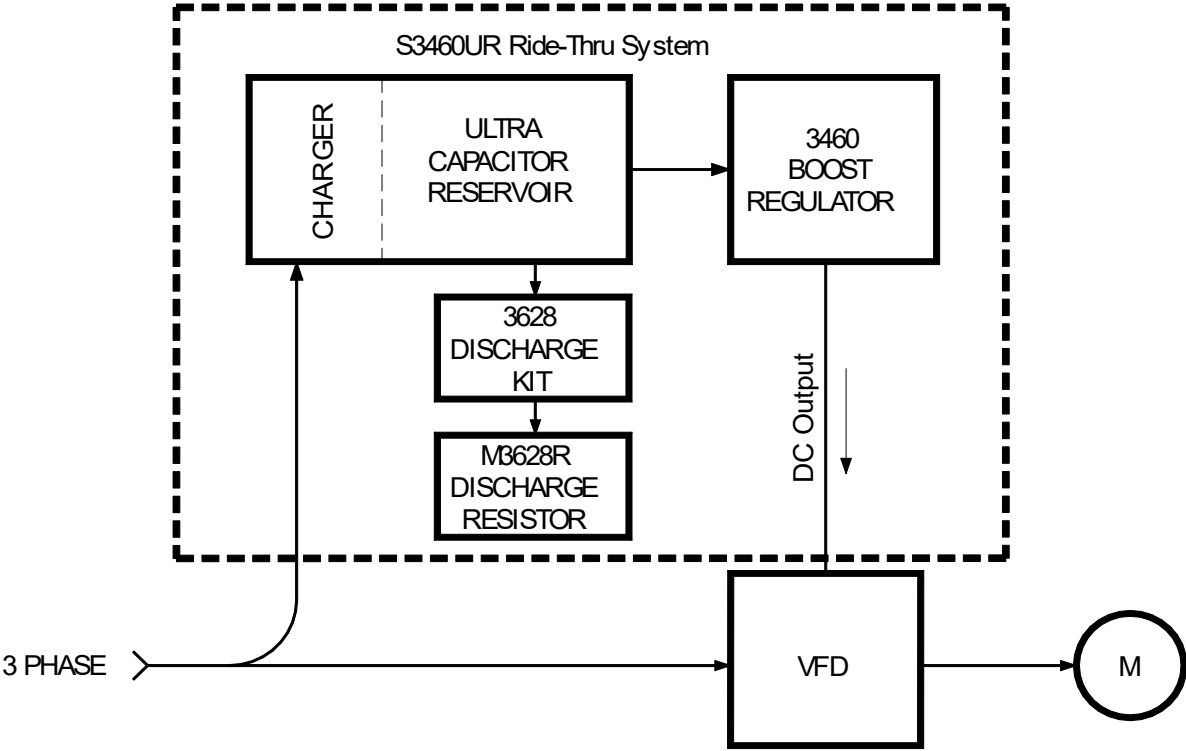 S3460UR Ride-Thru System
CHARGER
ULTRA
CAPACITOR
RESERVOIR
3460
BOOST
REGULATOR
3628
DISCHARGE
KIT
M3628R
DISCHARGE
RESISTOR
DC Output
3 PHASE
VFD
M